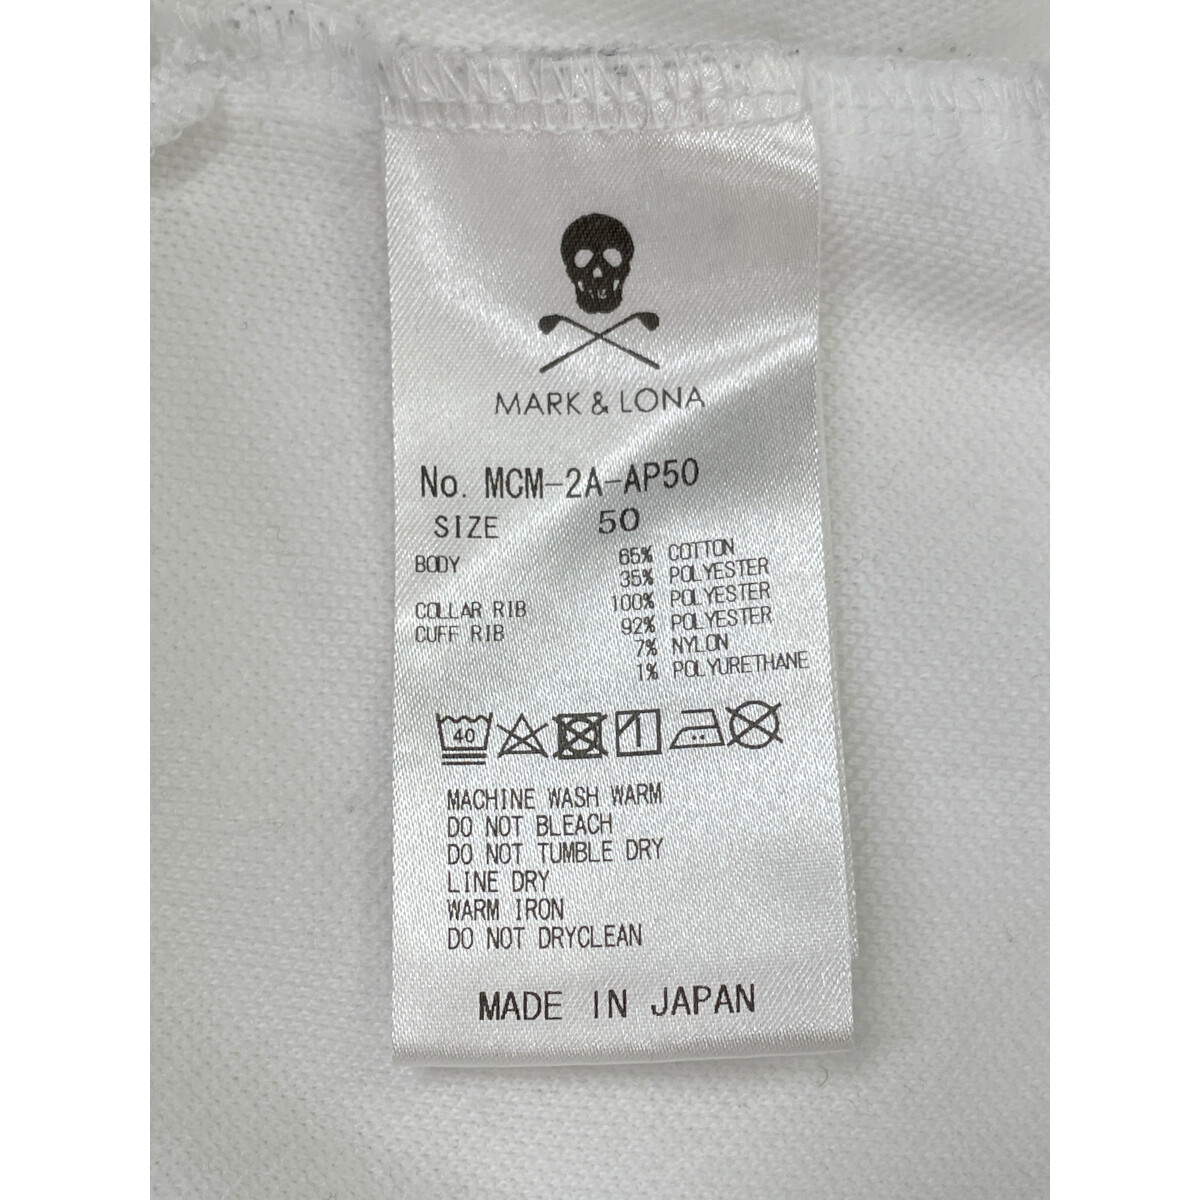 MARK & LONA
No. MCM-2A-AP50
SIZE 50
BODY 65% COTTON
35% POLYESTER
COLLAR RIB 100% POLYESTER
CUFF RIB 92% POLYESTER
7% NYLON
1% POLYURETHANE
40
MACHINE WASH WARM
DO NOT BLEACH
DO NOT TUMBLE DRY
LINE DRY
WARM IRON
DO NOT DRYCLEAN
MADE IN JAPAN